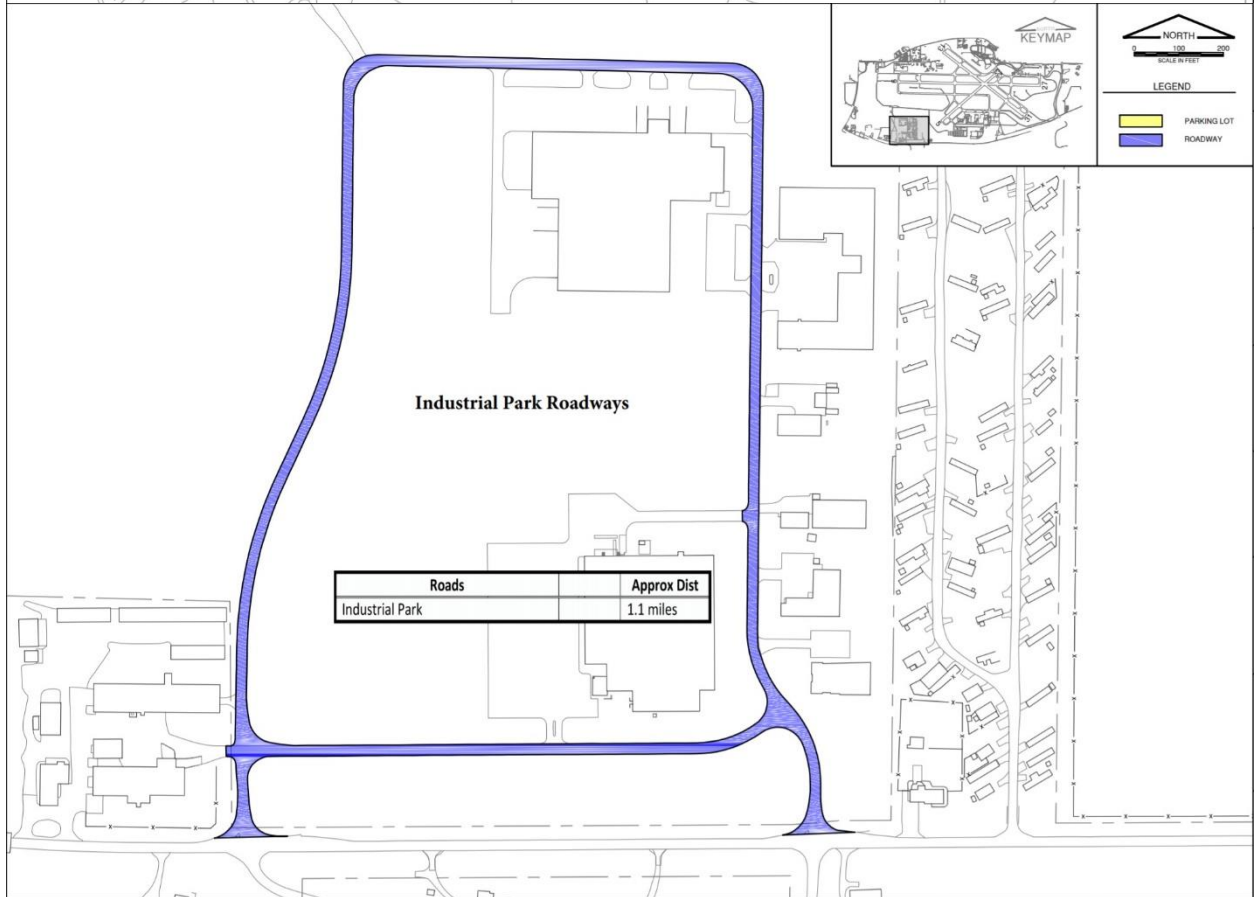 KEYMAP
NORTH
0 100 200
SCALE IN FEET
LEGEND
PARKING LOT
ROADWAY
Industrial Park Roadways
Roads Approx Dist
Industrial Park 1.1 miles